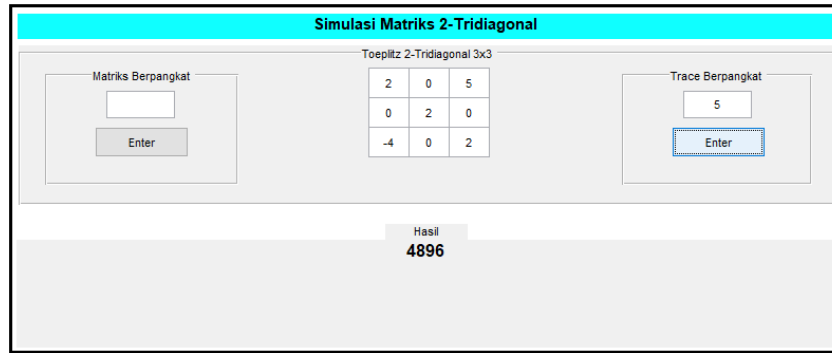 Simulasi Matriks 2-Tridiagonal
Toeplitz 2-Tridiagonal 3x3
Matriks Berpangkat
Enter
2 0 5
0 2 0
-4 0 2
Trace Berpangkat
5
Enter
Hasil
4896